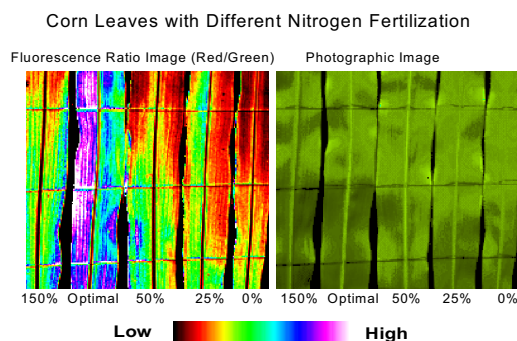 Corn Leaves with Different Nitrogen Fertilization
Fluorescence Ratio Image (Red/Green) Photographic Image
150% Optimal 50% 25% 0% 150% Optimal 50% 25% 0%
Low High